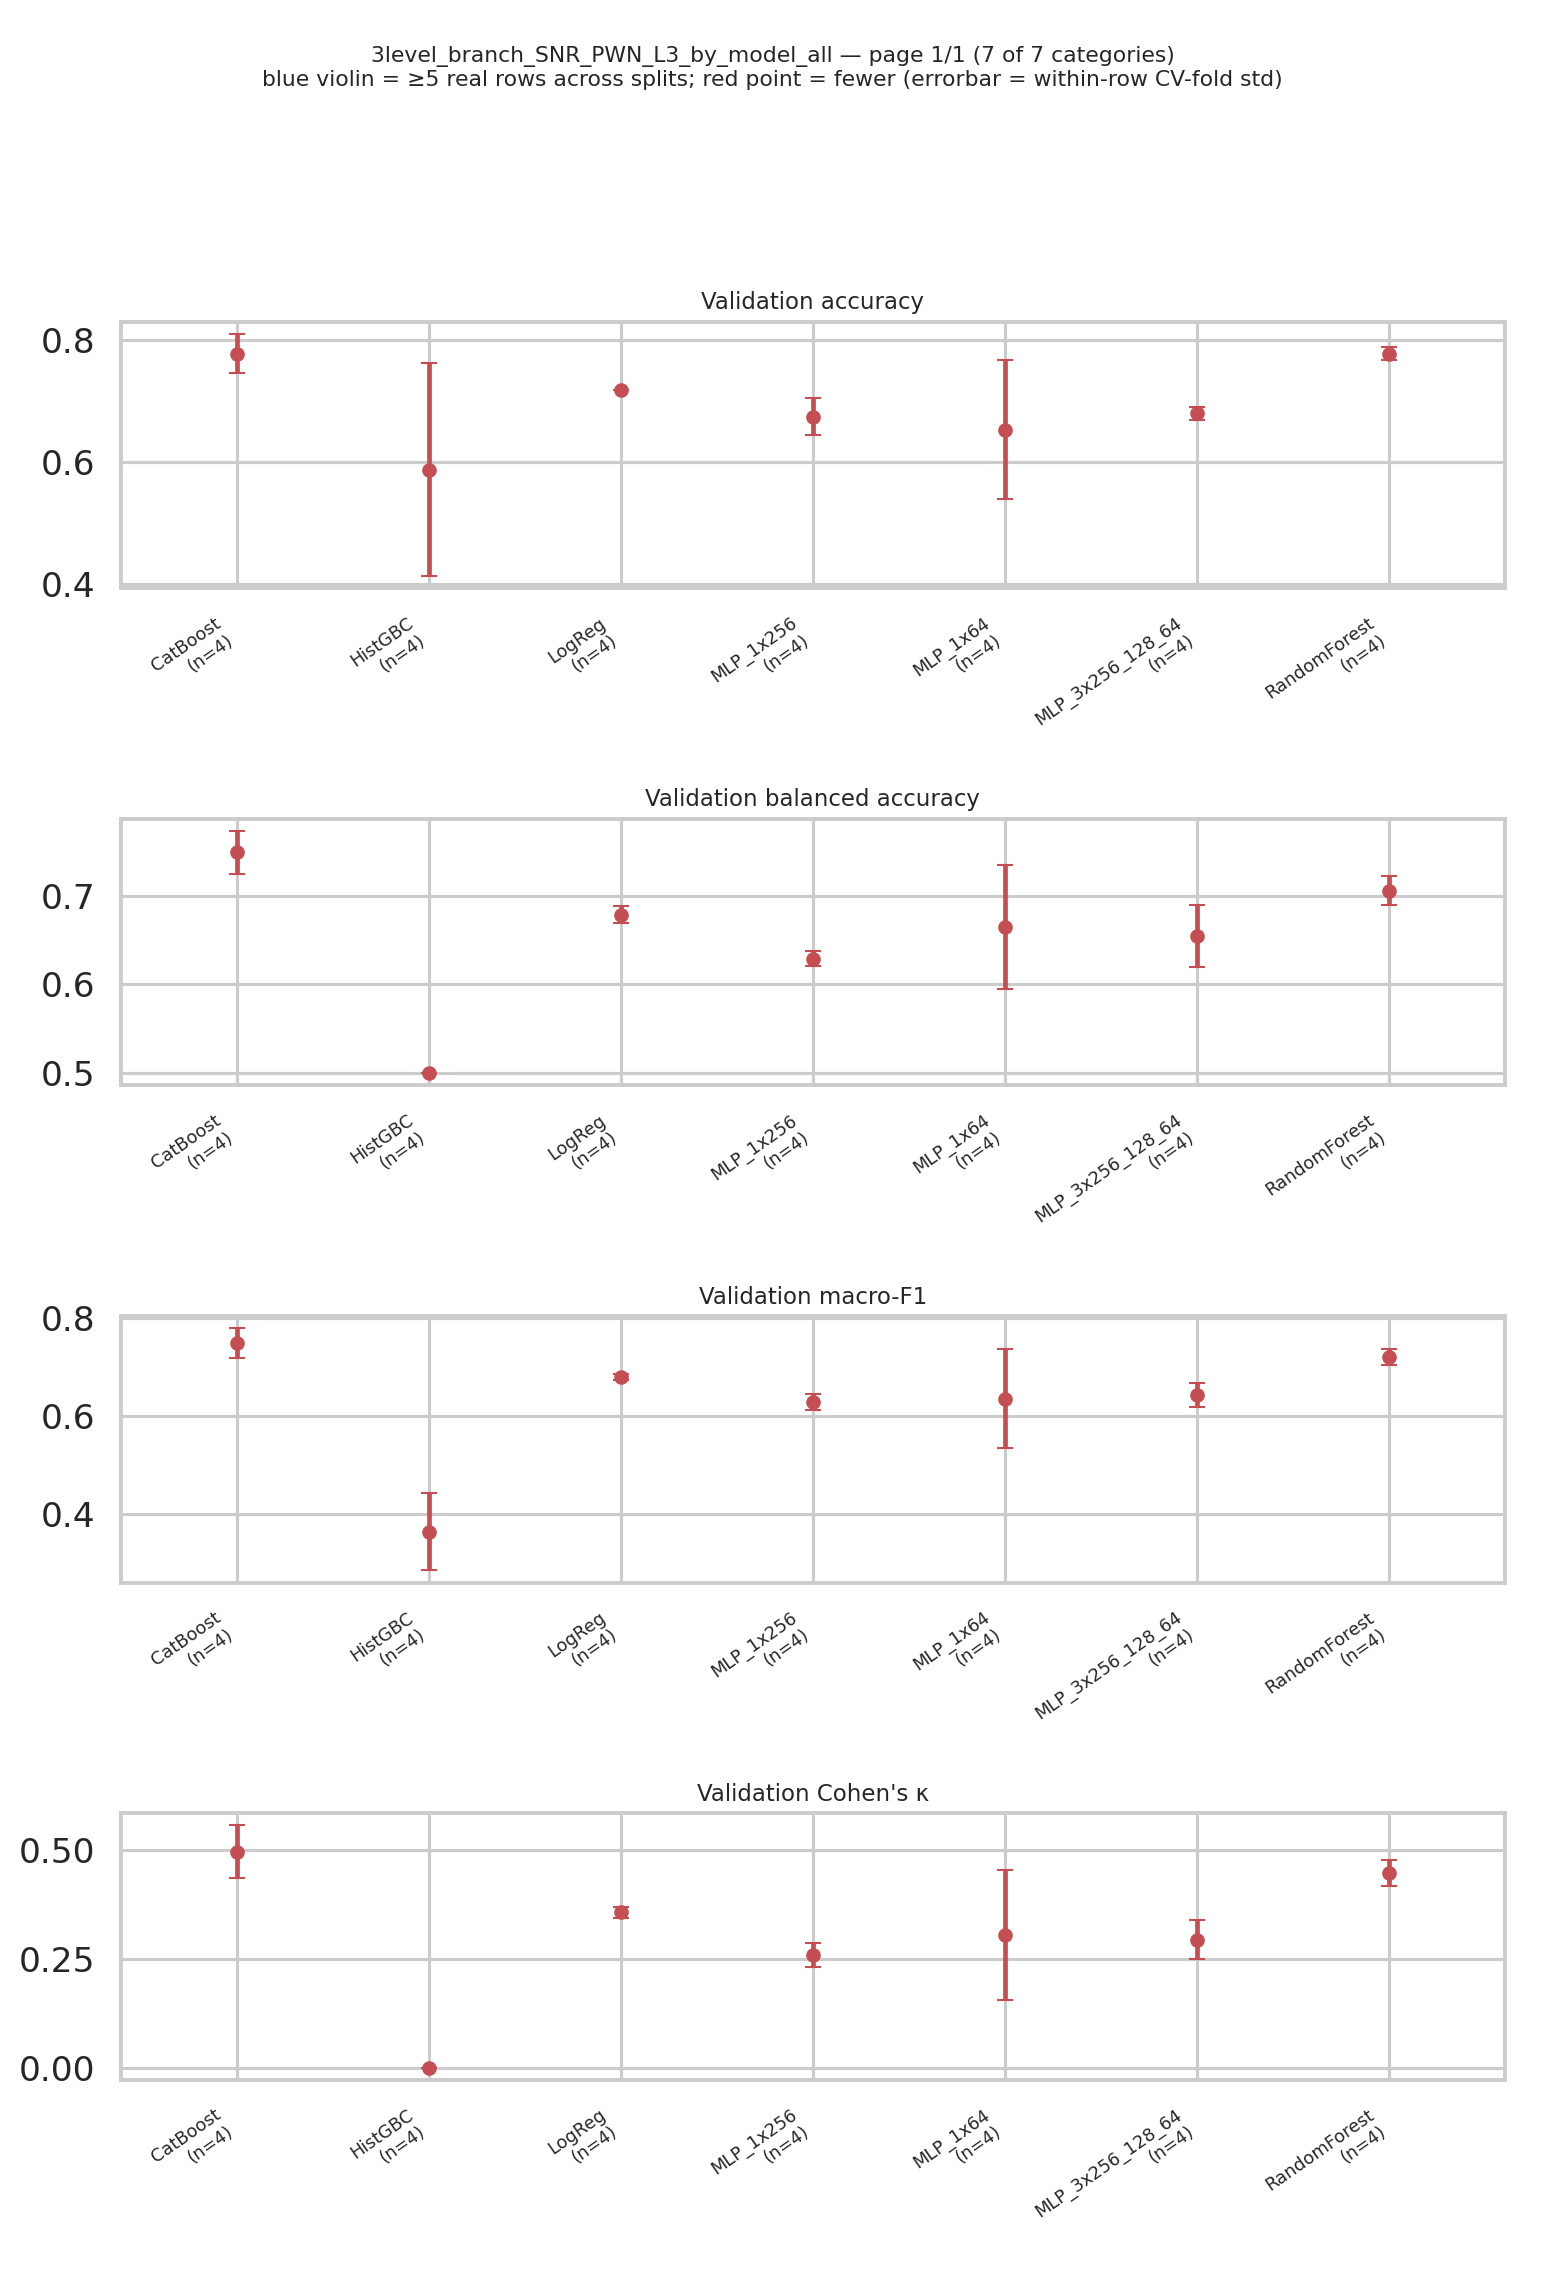 3level_branch_SNR_PWN_L3_by_model_all — page 1/1 (7 of 7 categories)
blue violin = ≥5 real rows across splits; red point = fewer (errorbar = within-row CV-fold std)
Validation accuracy
0.8
0.6
0.4
CatBoost
(n=4)
HistGBC
(n=4)
LogReg
(n=4)
MLP_1x256
(n=4)
MLP_1x64
(n=4)
MLP_3x256_128_64
(n=4)
RandomForest
(n=4)
Validation balanced accuracy
0.7
0.6
0.5
CatBoost
(n=4)
HistGBC
(n=4)
LogReg
(n=4)
MLP_1x256
(n=4)
MLP_1x64
(n=4)
MLP_3x256_128_64
(n=4)
RandomForest
(n=4)
Validation macro-F1
0.8
0.6
0.4
CatBoost
(n=4)
HistGBC
(n=4)
LogReg
(n=4)
MLP_1x256
(n=4)
MLP_1x64
(n=4)
MLP_3x256_128_64
(n=4)
RandomForest
(n=4)
Validation Cohen's κ
0.50
0.25
0.00
CatBoost
(n=4)
HistGBC
(n=4)
LogReg
(n=4)
MLP_1x256
(n=4)
MLP_1x64
(n=4)
MLP_3x256_128_64
(n=4)
RandomForest
(n=4)